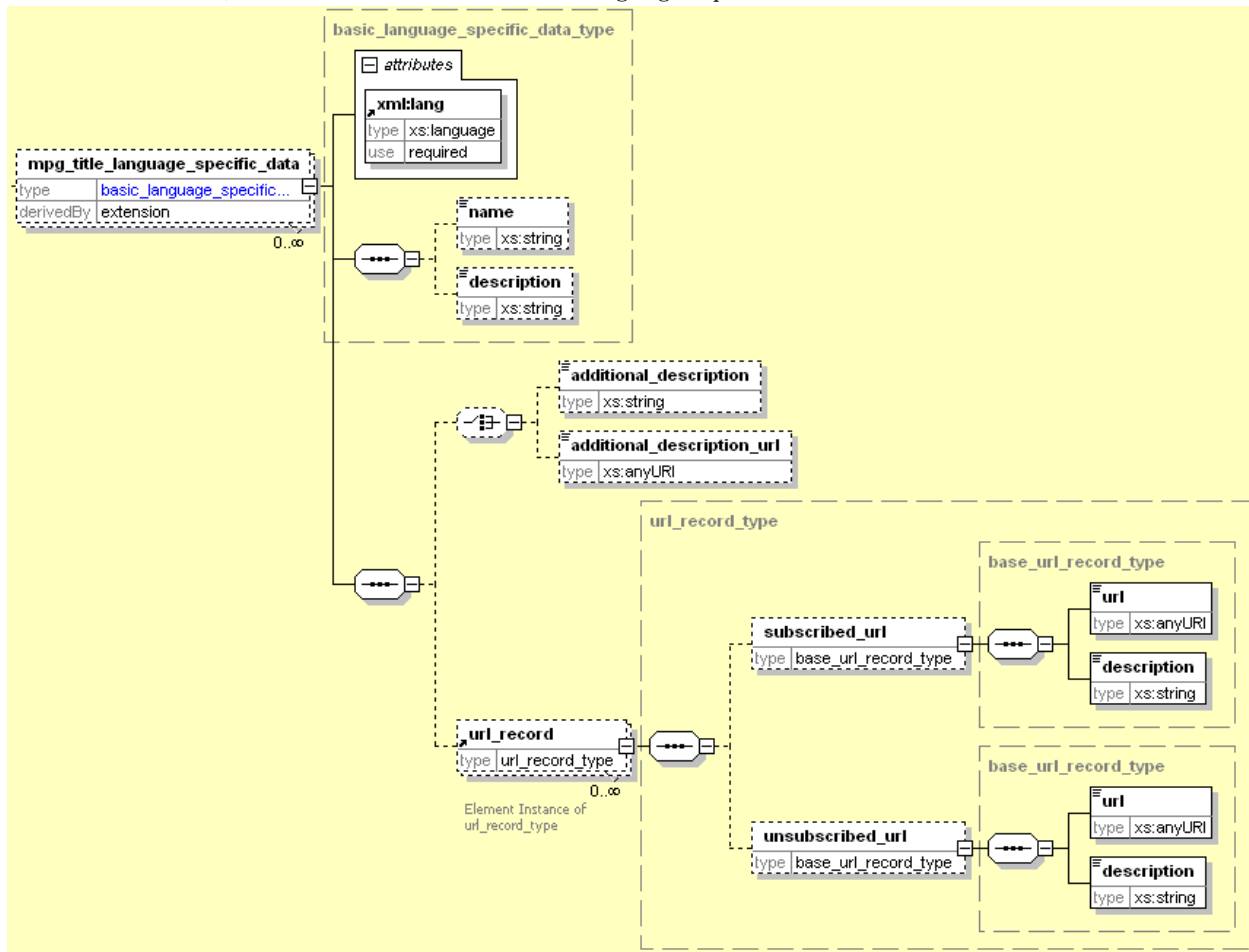 basic_language_specific_data_type
attributes
xml:lang
type xs:language
use required
mpg_title_language_specific_data
type basic_language_specific...
derivedBy extension
0..∞
name
type xs:string
description
type xs:string
additional_description
type xs:string
additional_description_url
type xs:anyURI
url_record_type
base_url_record_type
url
type xs:anyURI
subscribed_url
type base_url_record_type
description
type xs:string
url_record
type url_record_type
0..∞
Element Instance of
url_record_type
base_url_record_type
url
type xs:anyURI
unsubscribed_url
type base_url_record_type
description
type xs:string